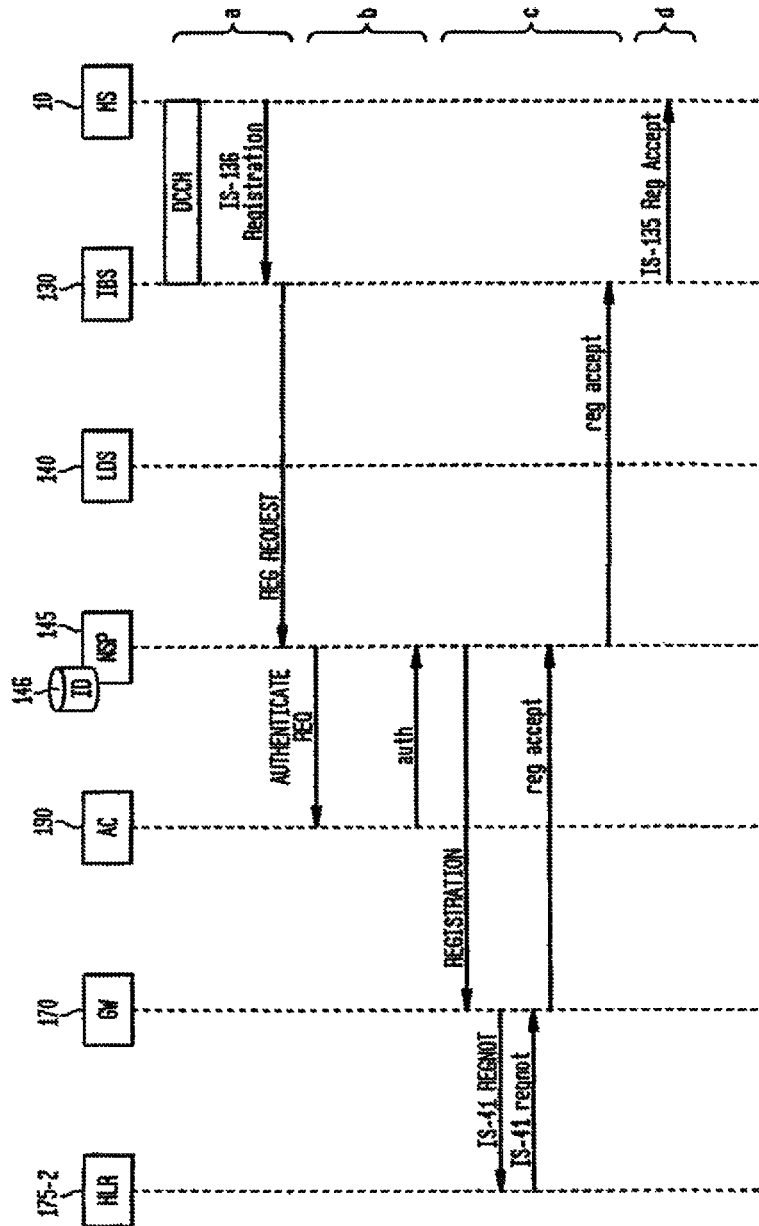 175-2
170
190
146
145
140
130
10
HLR
GW
AC
ID
NSP
LDS
IBS
MS
DCCH
a
IS-136
Registration
REG REQUEST
AUTHENTICATE
REQ
b
auth
REGISTRATION
IS-41 REGNOT
IS-41 regnot
c
reg accept
reg accept
IS-135 Reg Accept
d